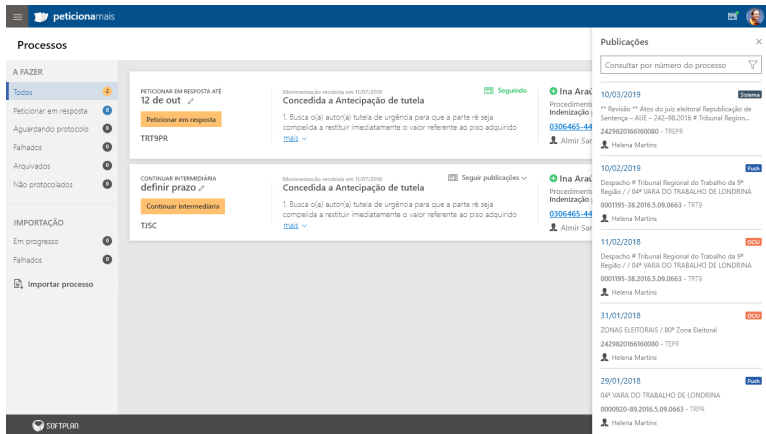 peticionamais
Processos
A FAZER
Todos 2
Peticionar em resposta 0
Aguardando protocolo 0
Falhados 0
Arquivados 0
Não protocolados 0
IMPORTAÇÃO
Em progresso 0
Falhados 0
Importar processo
PETICIONAR EM RESPOSTA ATÉ
12 de out
Peticionar em resposta
TRT9PR
Movimentação recebida em 11/07/2018
Seguindo
Concedida a Antecipação de tutela
1. Busca o(a) autor(a) tutela de urgência para que a parte ré seja
compelida a restituir imediatamente o valor referente ao piso adquirido
mais
Ina Araú
Procediment
Indenização
0306465-44
Almir Sar
CONTINUAR INTERMEDIÁRIA
definir prazo
Continuar intermediária
TJSC
Movimentação recebida em 11/07/2018
Seguir publicações
Concedida a Antecipação de tutela
1. Busca o(a) autor(a) tutela de urgência para que a parte ré seja
compelida a restituir imediatamente o valor referente ao piso adquirido
mais
Ina Araú
Procediment
Indenização
0306465-44
Almir Sar
Publicações
Consultar por número do processo
10/03/2019 Sistema
** Revisão ** Atos do juiz eleitoral Republicação de
Sentença – AIJE – 242–98.2016 # Tribunal Region...
2429820166160080 - TREPR
Helena Martins
10/02/2019 Push
Despacho # Tribunal Regional do Trabalho da 9ª
Região / / 04ª VARA DO TRABALHO DE LONDRINA
0001195-38.2016.5.09.0663 - TRT9
Helena Martins
11/02/2018 DOU
Despacho # Tribunal Regional do Trabalho da 9ª
Região / / 04ª VARA DO TRABALHO DE LONDRINA
0001195-38.2016.5.09.0663 - TRT9
Helena Martins
31/01/2018 DOU
ZONAS ELEITORAIS / 80ª Zona Eleitoral
2429820166160080 - TEPR
Helena Martins
29/01/2018 Push
04ª VARA DO TRABALHO DE LONDRINA
0000920-89.2016.5.09.0663 - TRPR
Helena Martins
SOFTPLAN